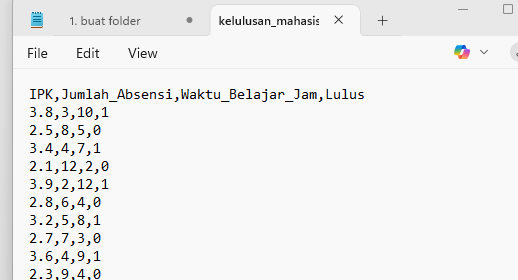 1. buat folder
kelulusan_mahasis
File Edit View
IPK,Jumlah_Absensi,Waktu_Belajar_Jam,Lulus
3.8,3,10,1
2.5,8,5,0
3.4,4,7,1
2.1,12,2,0
3.9,2,12,1
2.8,6,4,0
3.2,5,8,1
2.7,7,3,0
3.6,4,9,1
2.3,9,4,0